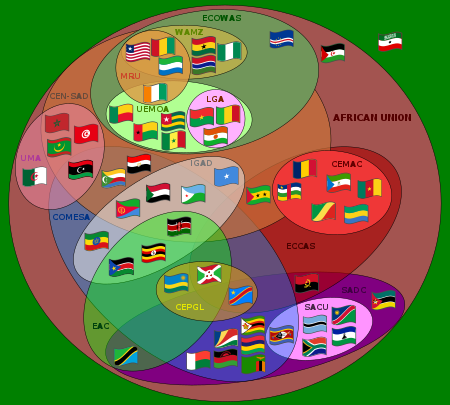 ECOWAS
WAMZ
MRU
CEN-SAD
LGA
UEMOA
AFRICAN UNION
UMA
IGAD
CEMAC
COMESA
ECCAS
SADC
CEPGL
SACU
EAC